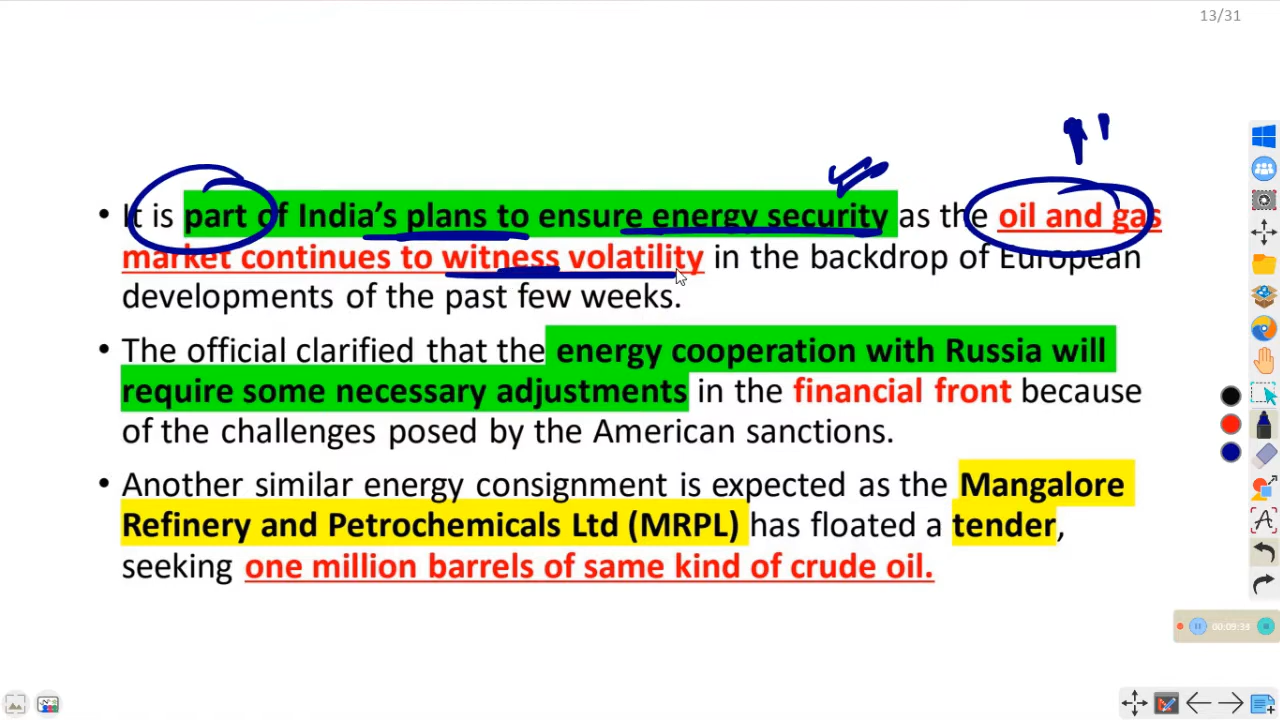 13/31
• It is part of India's plans to ensure energy security as the oil and gas
market continues to witness volatility in the backdrop of European
developments of the past few weeks.
• The official clarified that the energy cooperation with Russia will
require some necessary adjustments in the financial front because
of the challenges posed by the American sanctions.
• Another similar energy consignment is expected as the Mangalore
Refinery and Petrochemicals Ltd (MRPL) has floated a tender,
seeking one million barrels of same kind of crude oil.
00:09:33